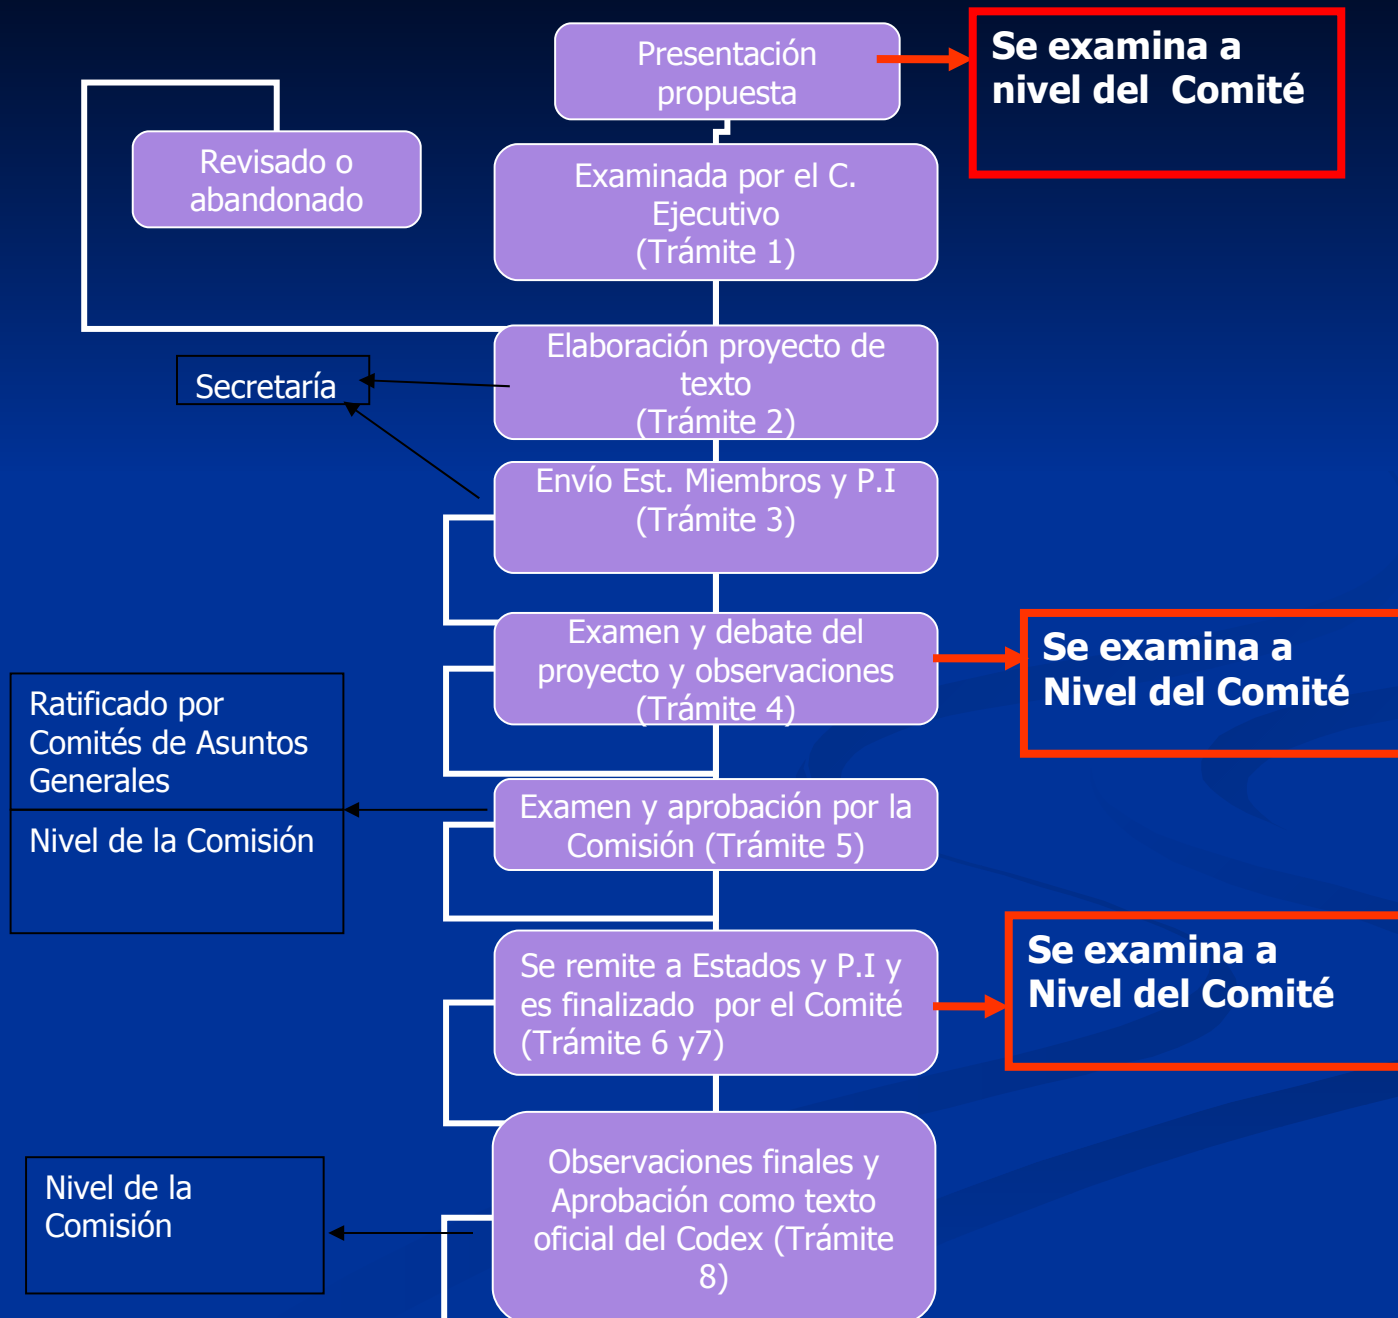 Presentación
propuesta
Se examina a
nivel del Comité
Revisado o
abandonado
Examinada por el C.
Ejecutivo
(Trámite 1)
Elaboración proyecto de
texto
(Trámite 2)
Secretaría
Envío Est. Miembros y P.I
(Trámite 3)
Examen y debate del
proyecto y observaciones
(Trámite 4)
Se examina a
Nivel del Comité
Ratificado por
Comités de Asuntos
Generales
Nivel de la Comisión
Examen y aprobación por la
Comisión (Trámite 5)
Se remite a Estados y P.I y
es finalizado por el Comité
(Trámite 6 y7)
Se examina a
Nivel del Comité
Observaciones finales y
Aprobación como texto
oficial del Codex (Trámite
8)
Nivel de la
Comisión